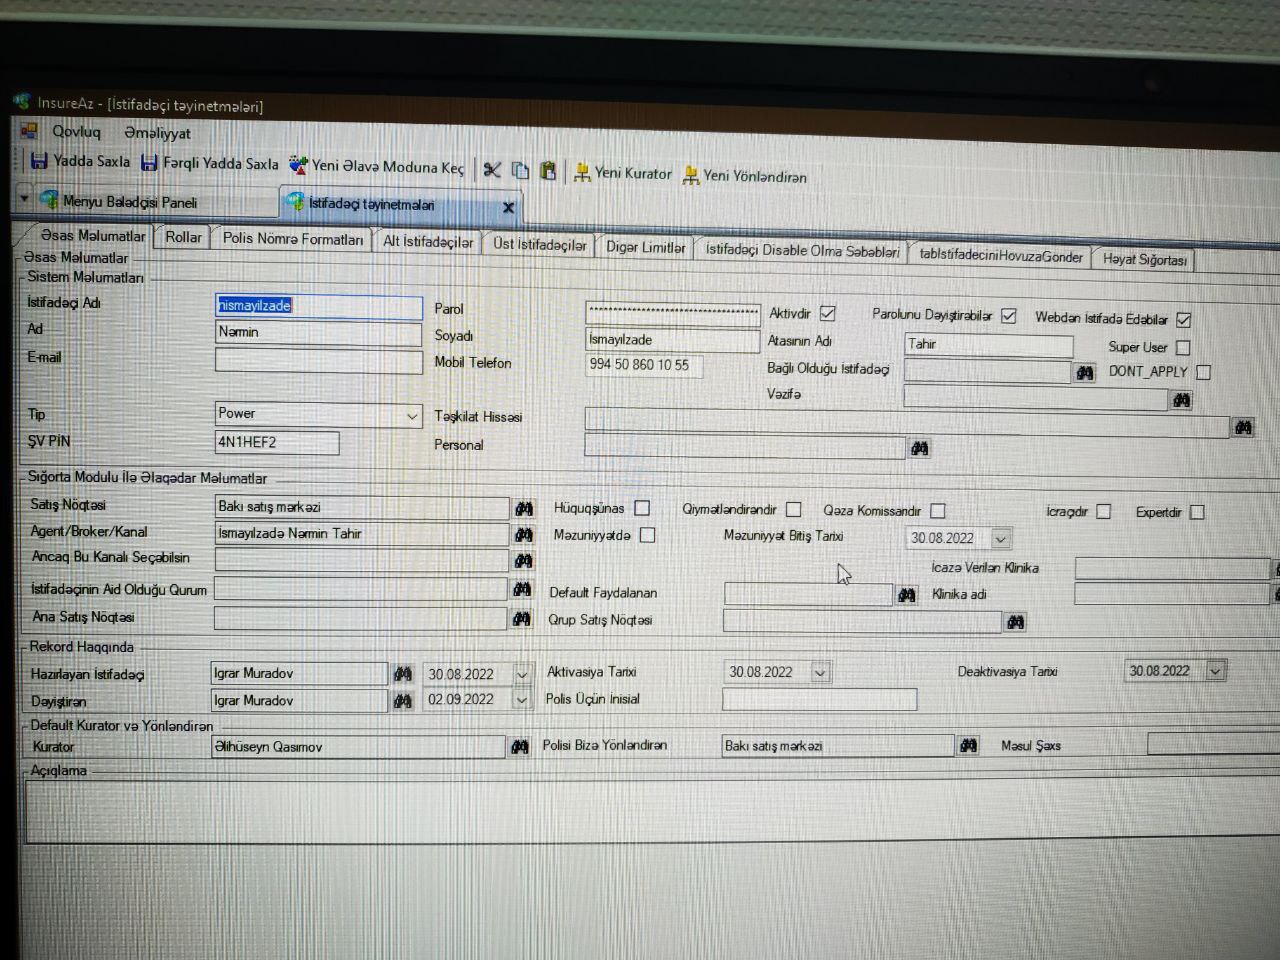 InsureAz - [İstifadəçi təyinetmələri]
Qovluq Əməliyyat
Yadda Saxla Fərqli Yadda Saxla Yeni Əlavə Moduna Keç Yeni Kurator Yeni Yönləndirən
Menyu Bələdçisi Paneli İstifadəçi təyinetmələri
Əsas Məlumatlar Rollar Polis Nömrə Formatları Alt İstifadəçilər Üst İstifadəçilər Digər Limitlər İstifadəçi Disable Olma Səbəbləri tabIstifadeciniHovuzaGonder Həyat Sığortası
Əsas Məlumatlar
Sistem Məlumatları
İstifadəçi Adı nismayilzade Parol ************************************ Aktivdir Parolunu Dəyiştirəbilər Webdən İstifadə Edəbilər
Ad Nərmin Soyadı İsmayılzade Atasının Adı Tahir Super User
E-mail Mobil Telefon 994 50 860 10 55 Bağlı Olduğu İstifadəçi DONT_APPLY
Vəzifə
Tip Power Təşkilat Hissəsi
ŞV PİN 4N1HEF2 Personal
Sığorta Modulu İlə Əlaqədar Məlumatlar
Satış Nöqtəsi Bakı satış mərkəzi Hüquqşünas Qiymətləndirəndir Qəza Komissarıdır İcraçıdır Expertdir
Agent/Broker/Kanal İsmayılzadə Nərmin Tahir Məzuniyyətdə Məzuniyyət Bitiş Tarixi 30.08.2022
Ancaq Bu Kanalı Seçəbilsin İcazə Verilən Klinika
İstifadəçinin Aid Olduğu Qurum Default Faydalanan Klinika adi
Ana Satış Nöqtəsi Qrup Satış Nöqtəsi
Rekord Haqqında
Hazırlayan İstifadəçi Igrar Muradov 30.08.2022 Aktivasiya Tarixi 30.08.2022 Deaktivasiya Tarixi 30.08.2022
Dəyiştirən Igrar Muradov 02.09.2022 Polis Üçün İnisial
Default Kurator və Yönləndirən
Kurator Əlihüseyn Qasımov Polisi Bizə Yönləndirən Bakı satış mərkəzi Məsul Şəxs
Açıqlama